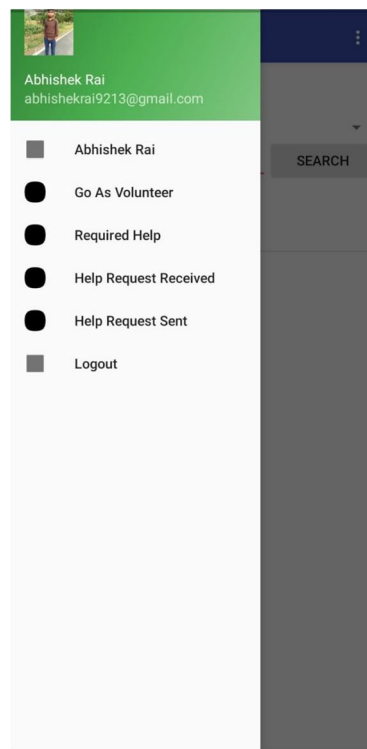 Abhishek Rai
abhishekrai9213@gmail.com
Abhishek Rai
Go As Volunteer
SEARCH
Required Help
Help Request Received
Help Request Sent
Logout